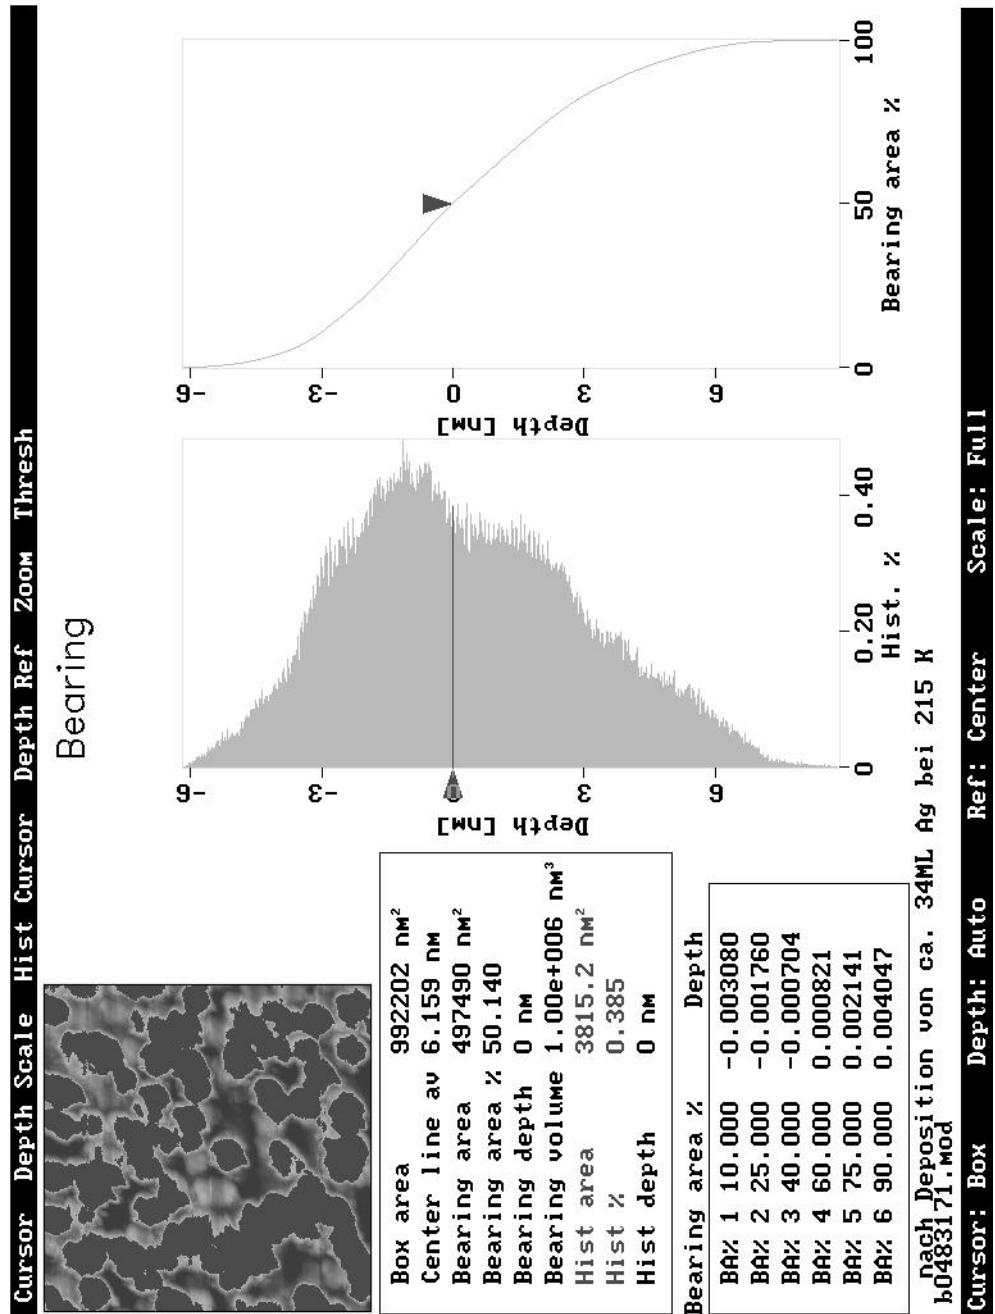 Cursor Depth Scale Hist Cursor Depth Ref Zoom Thresh
Bearing
Box area 992202 nm²
Center line av 6.159 nm
Bearing area 497490 nm²
Bearing area % 50.140
Bearing depth 0 nm
Bearing volume 1.00e+006 nm³
Hist area 3815.2 nm²
Hist % 0.385
Hist depth 0 nm
Bearing area % Depth
BA% 1 10.000 -0.003080
BA% 2 25.000 -0.001760
BA% 3 40.000 -0.000704
BA% 4 60.000 0.000821
BA% 5 75.000 0.002141
BA% 6 90.000 0.004047
Depth [nm]
-6
-3
0
3
6
0 0.20 0.40
Hist. %
Depth [nm]
-6
-3
0
3
6
0 50 100
Bearing area %
nach Deposition von ca. 34ML Ag bei 215 K
b0483171.mod
Cursor: Box Depth: Auto Ref: Center Scale: Full